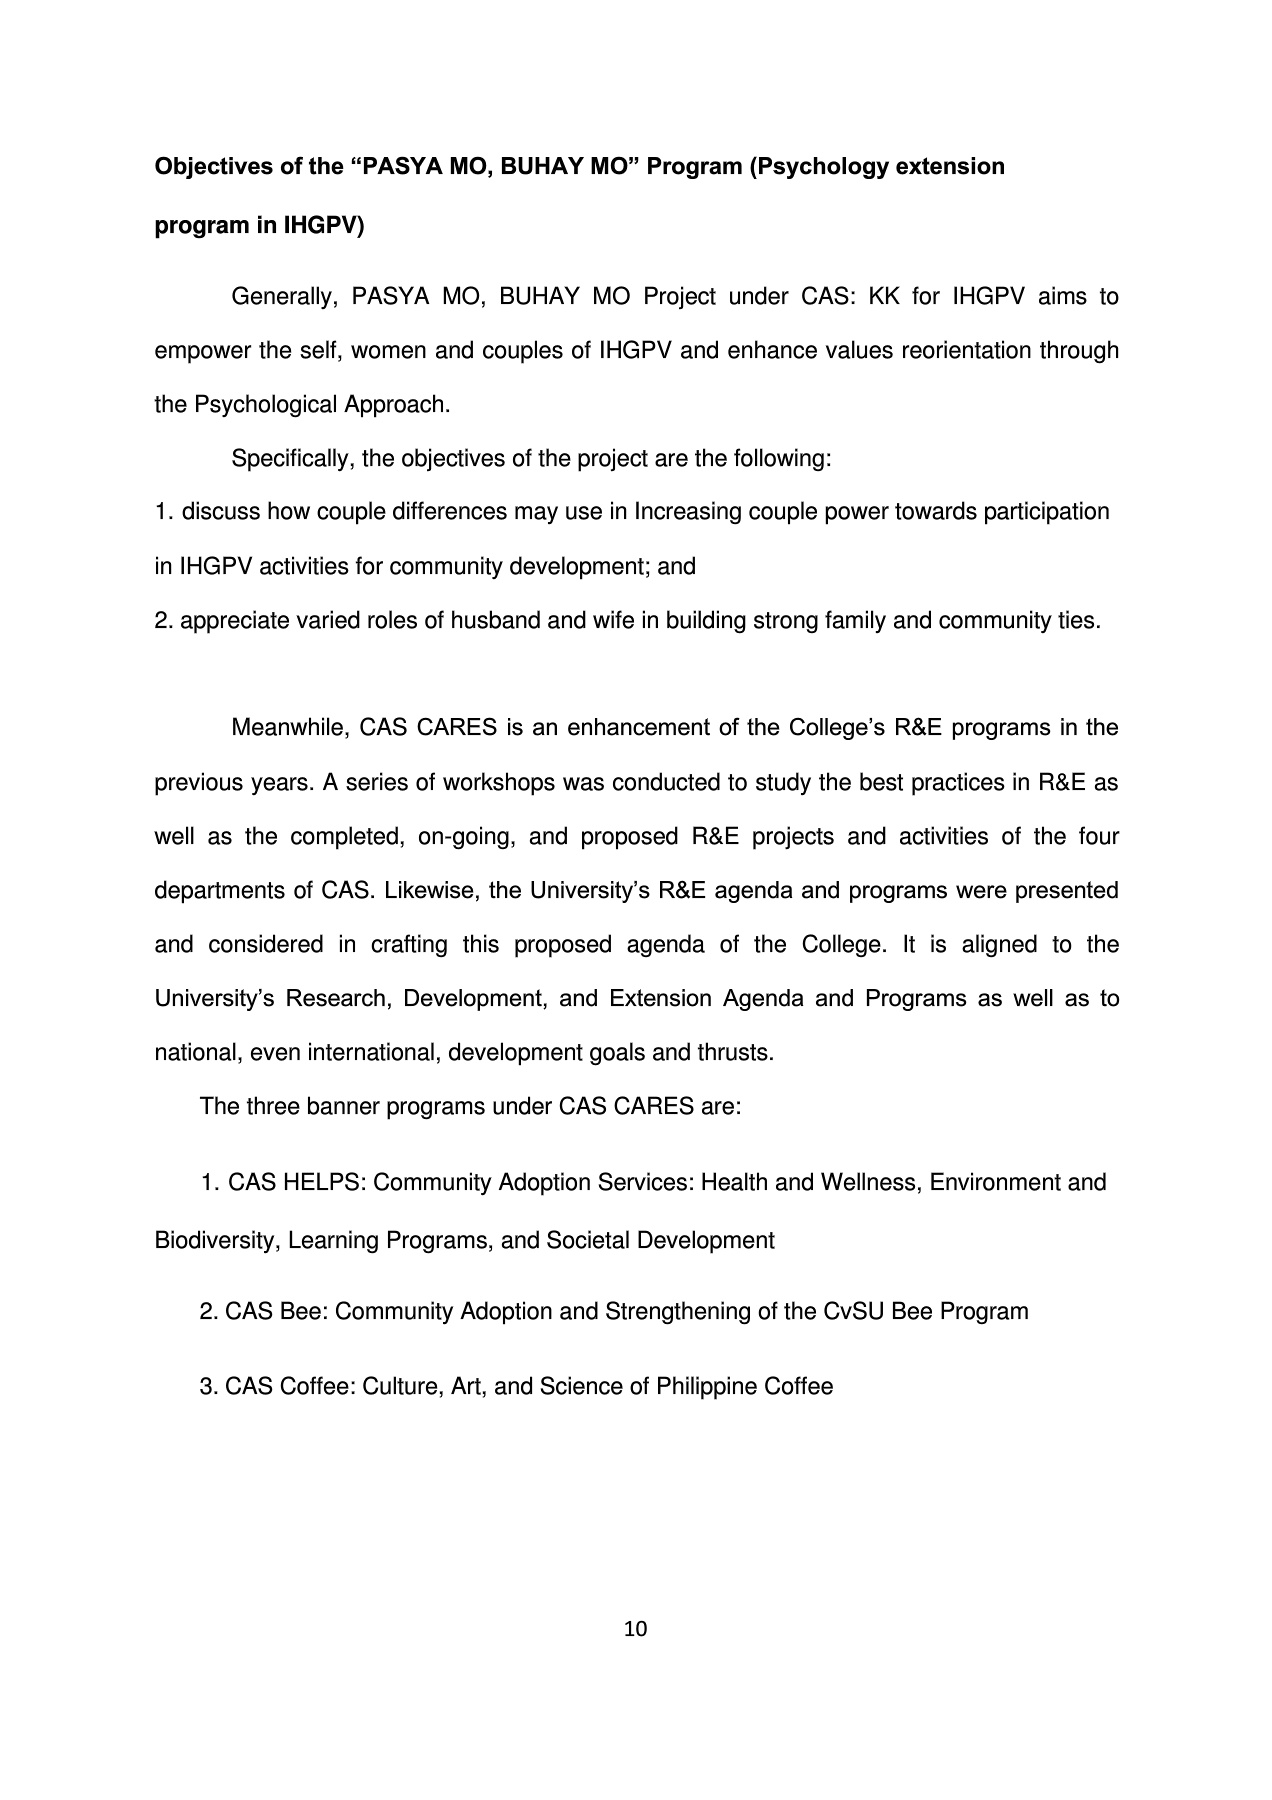 Objectives of the “PASYA MO, BUHAY MO” Program (Psychology extension
program in IHGPV)
Generally, PASYA MO, BUHAY MO Project under CAS: KK for IHGPV aims to
empower the self, women and couples of IHGPV and enhance values reorientation through
the Psychological Approach.
Specifically, the objectives of the project are the following:
1. discuss how couple differences may use in Increasing couple power towards participation
in IHGPV activities for community development; and
2. appreciate varied roles of husband and wife in building strong family and community ties.
Meanwhile, CAS CARES is an enhancement of the College’s R&E programs in the
previous years. A series of workshops was conducted to study the best practices in R&E as
well as the completed, on-going, and proposed R&E projects and activities of the four
departments of CAS. Likewise, the University’s R&E agenda and programs were presented
and considered in crafting this proposed agenda of the College. It is aligned to the
University’s Research, Development, and Extension Agenda and Programs as well as to
national, even international, development goals and thrusts.
The three banner programs under CAS CARES are:
1. CAS HELPS: Community Adoption Services: Health and Wellness, Environment and
Biodiversity, Learning Programs, and Societal Development
2. CAS Bee: Community Adoption and Strengthening of the CvSU Bee Program
3. CAS Coffee: Culture, Art, and Science of Philippine Coffee
10